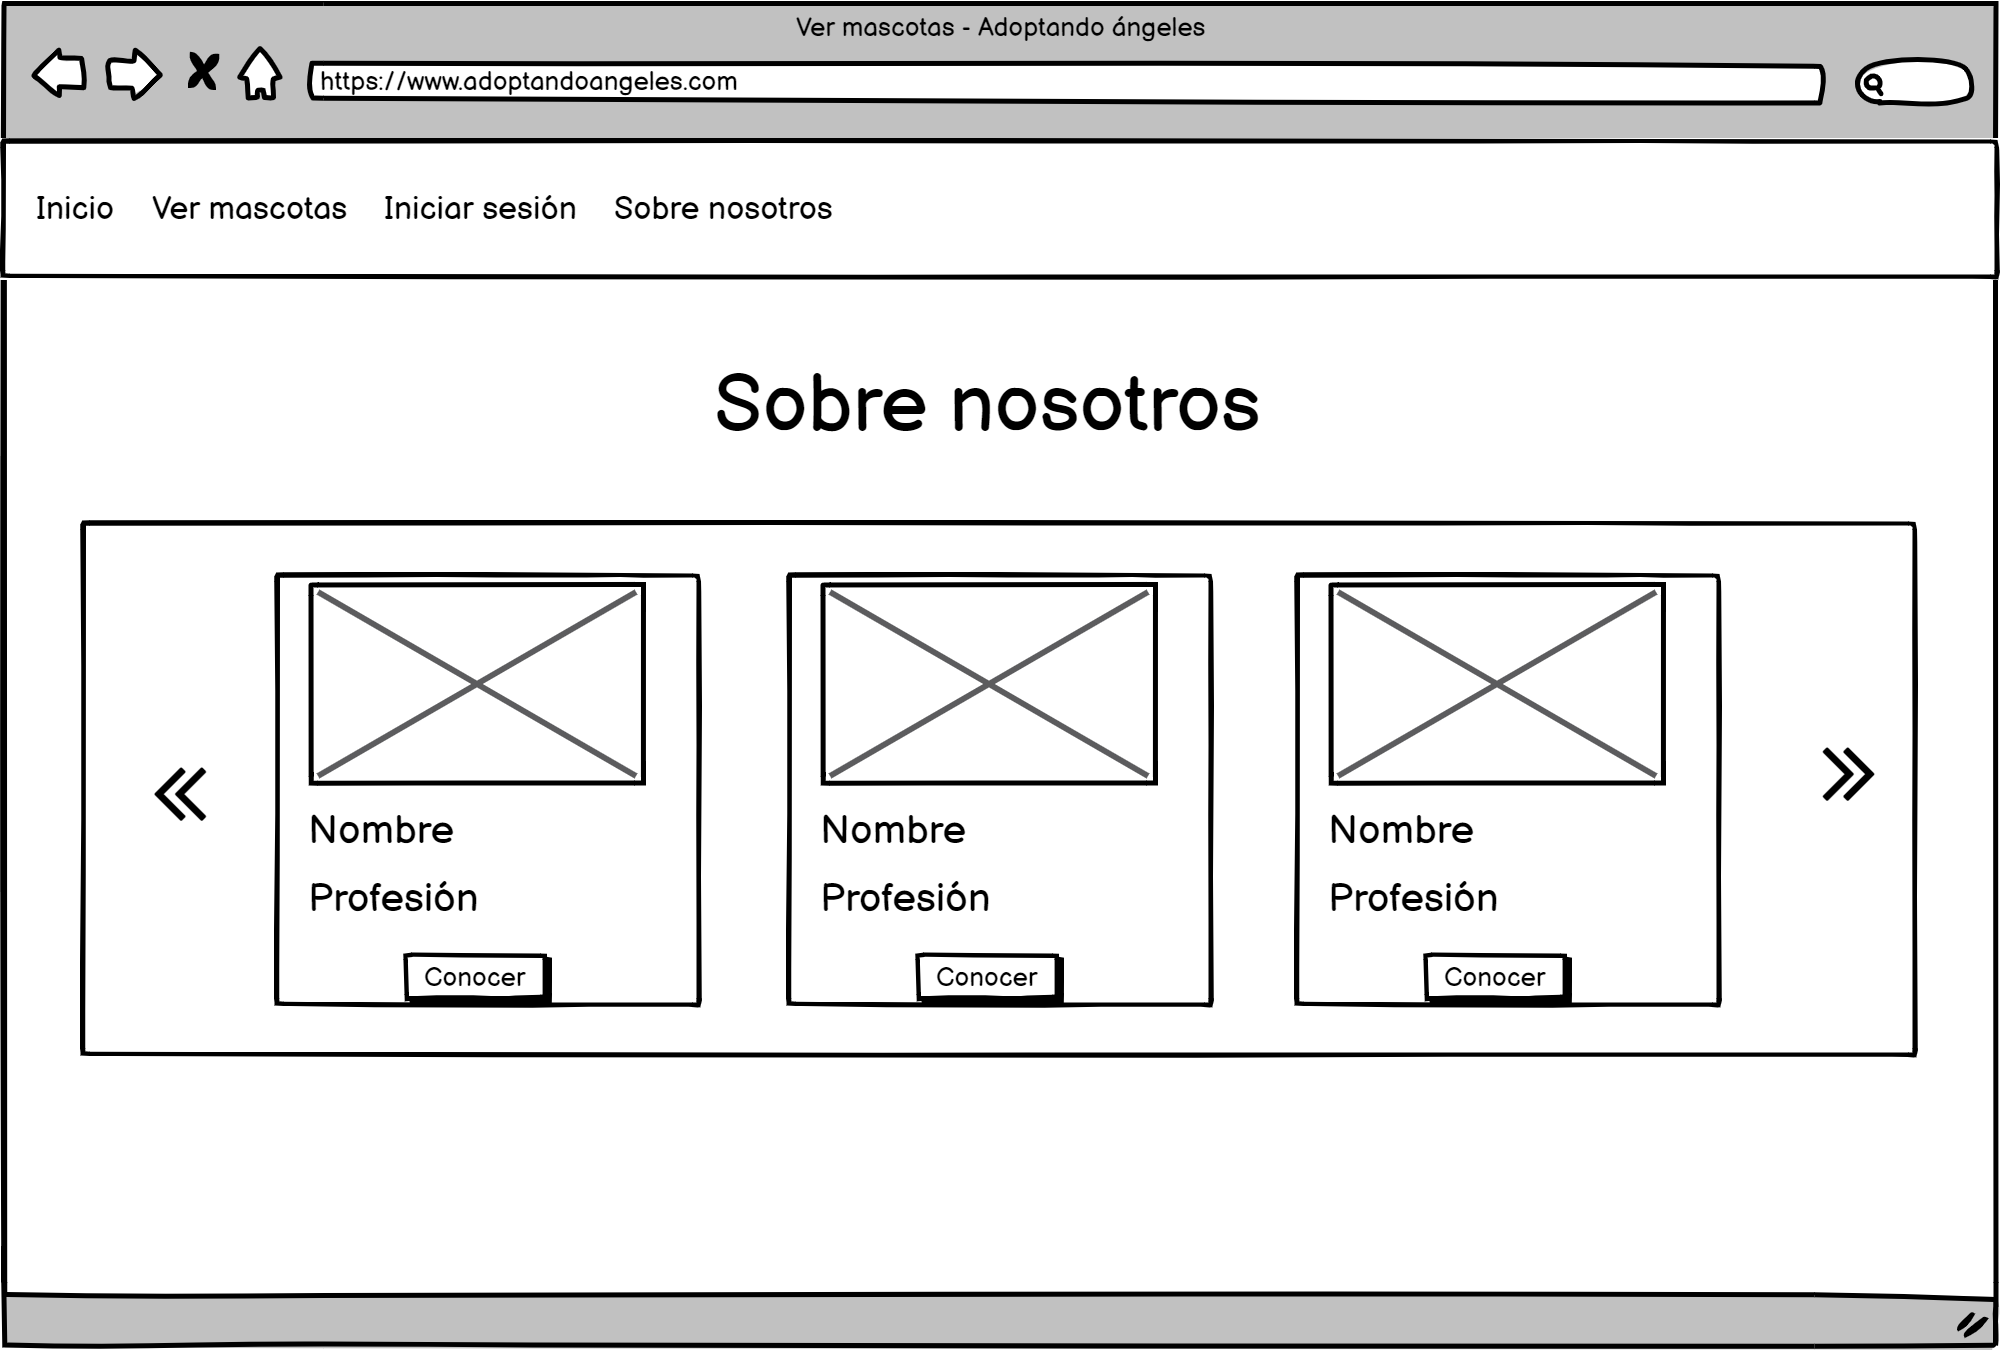 Ver mascotas - Adoptando ángeles
https://www.adoptandoangeles.com
Inicio Ver mascotas Iniciar sesión Sobre nosotros
Sobre nosotros
Nombre
Profesión
Conocer
Nombre
Profesión
Conocer
Nombre
Profesión
Conocer